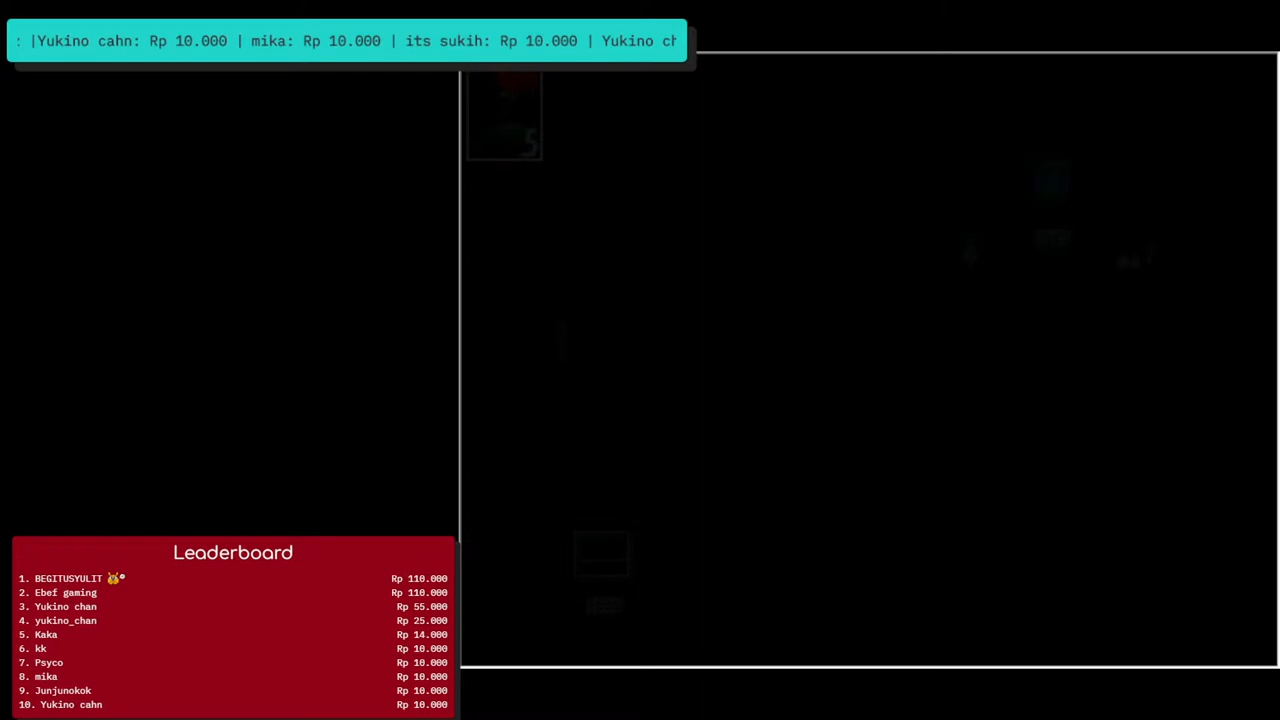 : |Yukino cahn: Rp 10.000 | mika: Rp 10.000 | its sukih: Rp 10.000 | Yukino ch
5
Leaderboard
1. BEGITUSYULIT Rp 110.000
2. Ebef gaming Rp 110.000
3. Yukino chan Rp 55.000
4. yukino_chan Rp 25.000
5. Kaka Rp 14.000
6. kk Rp 10.000
7. Psyco Rp 10.000
8. mika Rp 10.000
9. Junjunokok Rp 10.000
10. Yukino cahn Rp 10.000